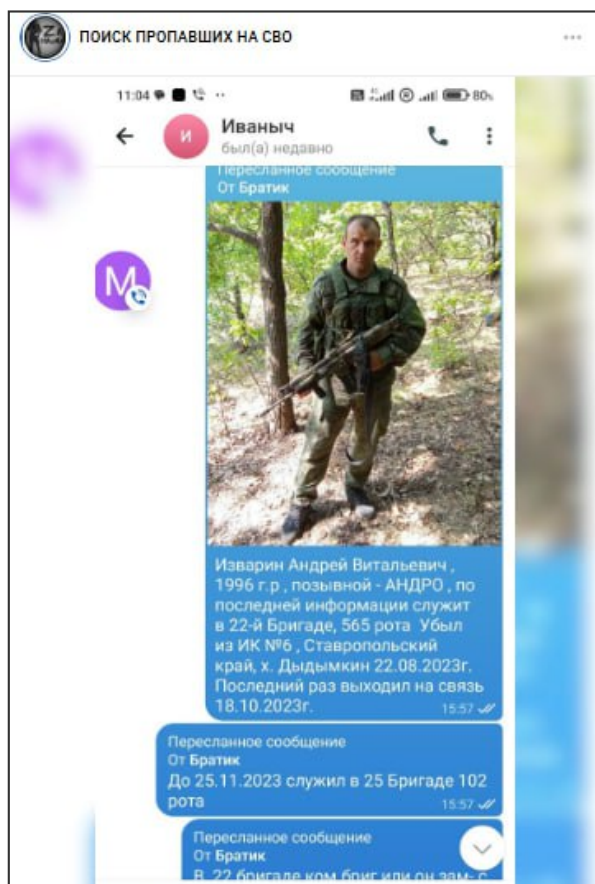 ПОИСК ПРОПАВШИХ НА СВО
11:04
80%
Иваныч
И
был(а) недавно
Пересланное сообщение
От Братик
М
Изварин Андрей Витальевич ,
1996 г.р , позывной - АНДРО , по
последней информации служит
в 22-й Бригаде, 565 рота Убыл
из ИК №6 , Ставропольский
край, х. Дыдымкин 22.08.2023г.
Последний раз выходил на связь
18.10.2023г.
15:57
Пересланное сообщение
От Братик
До 25.11.2023 служил в 25 Бригаде 102
рота
15:57
Пересланное сообщение
От Братик
В 22 бригаде ком бриг или он зам- с